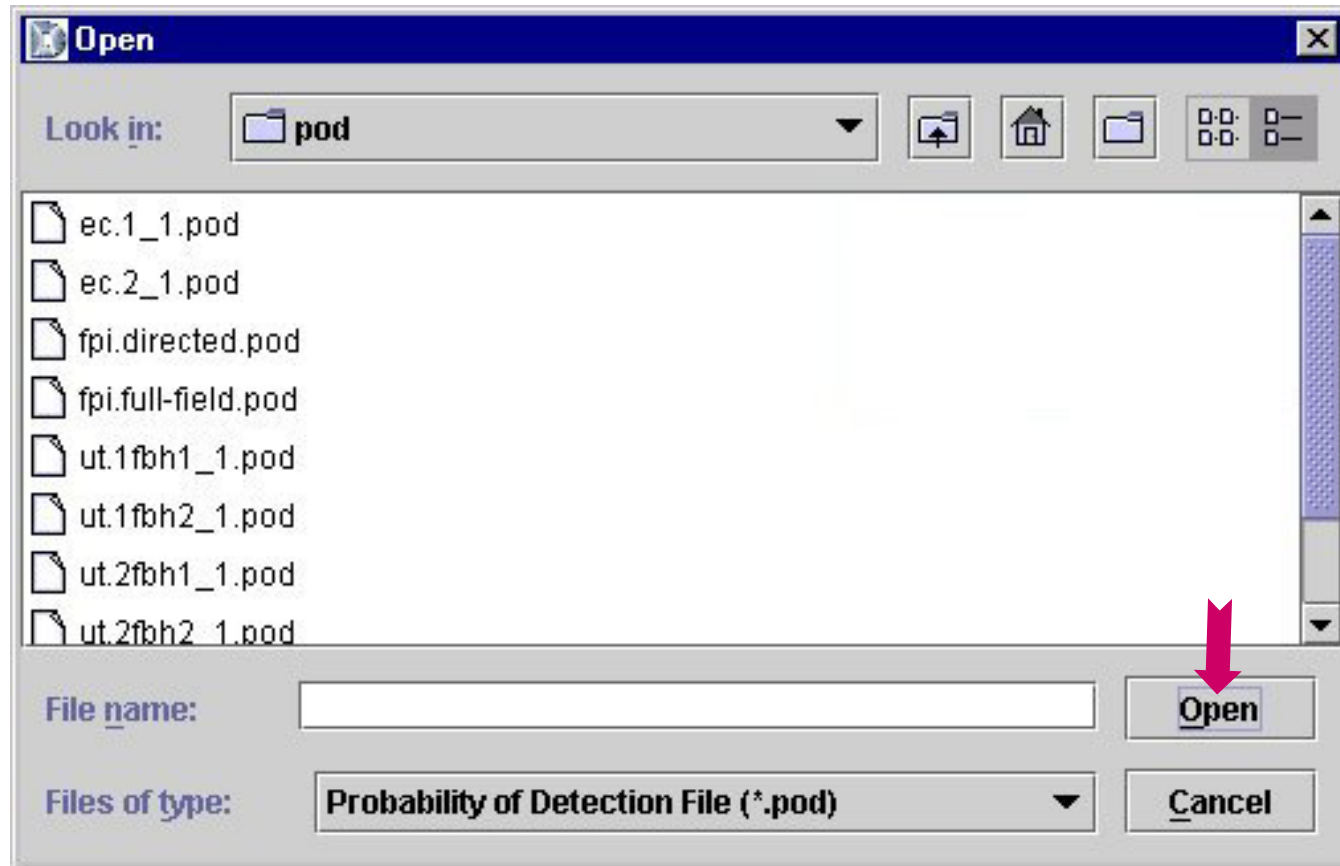 Open
Look in: pod
ec.1_1.pod
ec.2_1.pod
fpi.directed.pod
fpi.full-field.pod
ut.1fbh1_1.pod
ut.1fbh2_1.pod
ut.2fbh1_1.pod
ut.2fbh2_1.pod
File name: Open
Files of type: Probability of Detection File (*.pod) Cancel